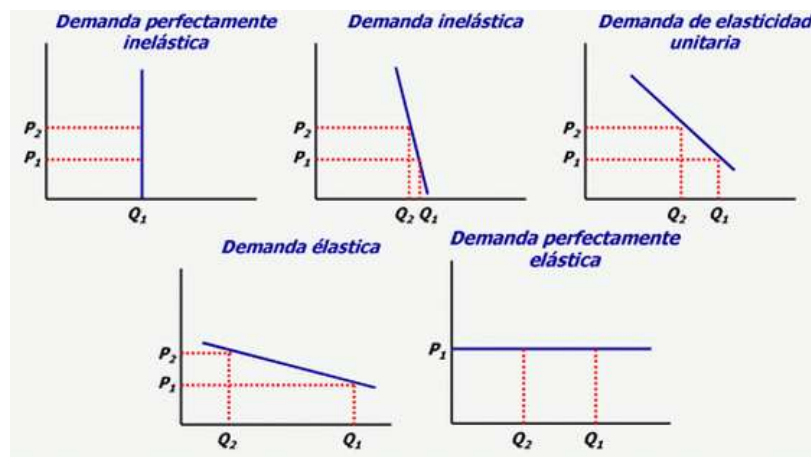 Demanda perfectamente
inelástica
P₂
P₁
Q₁
Demanda inelástica
P₂
P₁
Q₂ Q₁
Demanda de elasticidad
unitaria
P₂
P₁
Q₂ Q₁
Demanda élastica
P₂
P₁
Q₂ Q₁
Demanda perfectamente
elástica
P₁
Q₂ Q₁